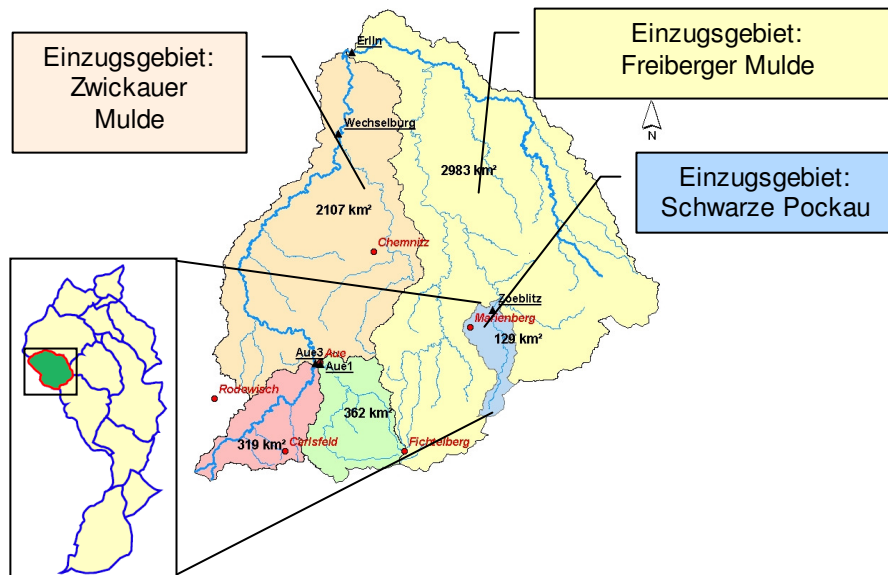 Einzugsgebiet:
Zwickauer
Mulde
Einzugsgebiet:
Freiberger Mulde
Einzugsgebiet:
Schwarze Pockau
N
Erlln
Wechselburg
2983 km²
2107 km²
Chemnitz
Zoeblitz
Marienberg
129 km²
Aue3
Aue
Aue1
Rodewisch
362 km²
319 km²
Carlsfeld
Fichtelberg